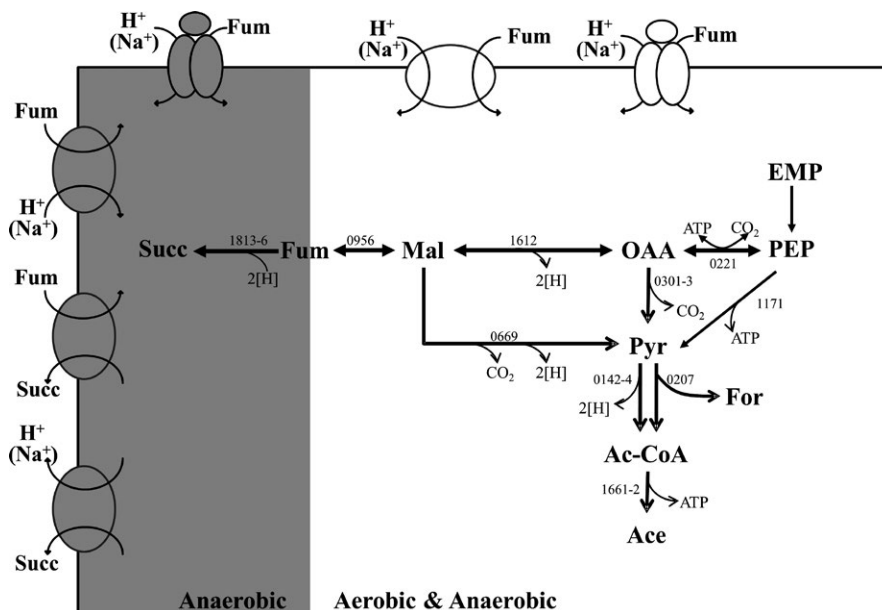 H⁺
(Na⁺)
Fum
H⁺
(Na⁺)
Fum
H⁺
(Na⁺)
Fum
Fum
H⁺
(Na⁺)
Fum
Succ
H⁺
(Na⁺)
Succ
EMP
Succ
1813-6
2[H]
Fum
0956
Mal
1612
2[H]
OAA
ATP
CO₂
0221
PEP
0301-3
CO₂
1171
ATP
0669
CO₂
2[H]
Pyr
0142-4
2[H]
0207
For
Ac-CoA
1661-2
ATP
Ace
Anaerobic
Aerobic & Anaerobic